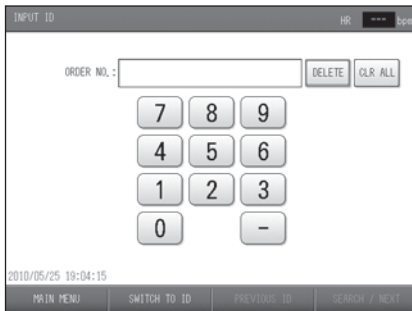 INPUT ID HR --- bpm
ORDER NO.: DELETE CLR ALL
7 8 9
4 5 6
1 2 3
0 -
2010/05/25 19:04:15
MAIN MENU SWITCH TO ID PREVIOUS ID SEARCH / NEXT